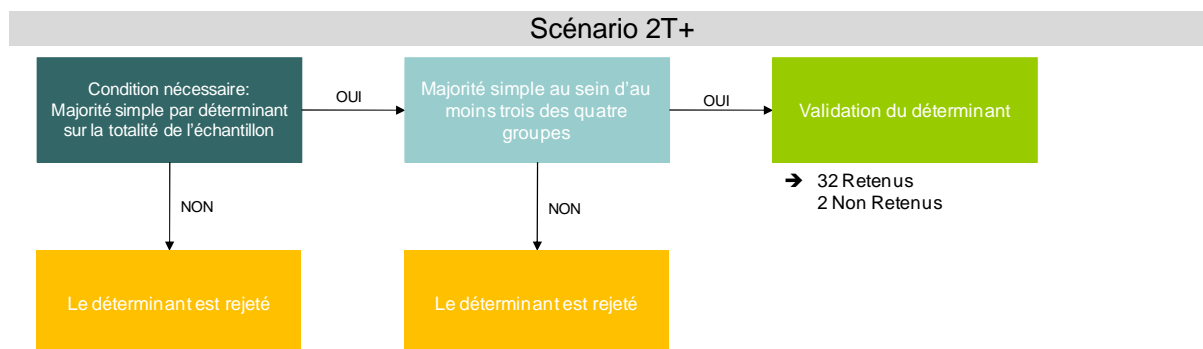 Scénario 2T+
Condition nécessaire:
Majorité simple par déterminant
sur la totalité de l'échantillon
OUI
Majorité simple au sein d'au
moins trois des quatre
groupes
OUI
Validation du déterminant
➔ 32 Retenus
2 Non Retenus
NON
NON
Le déterminant est rejeté
Le déterminant est rejeté